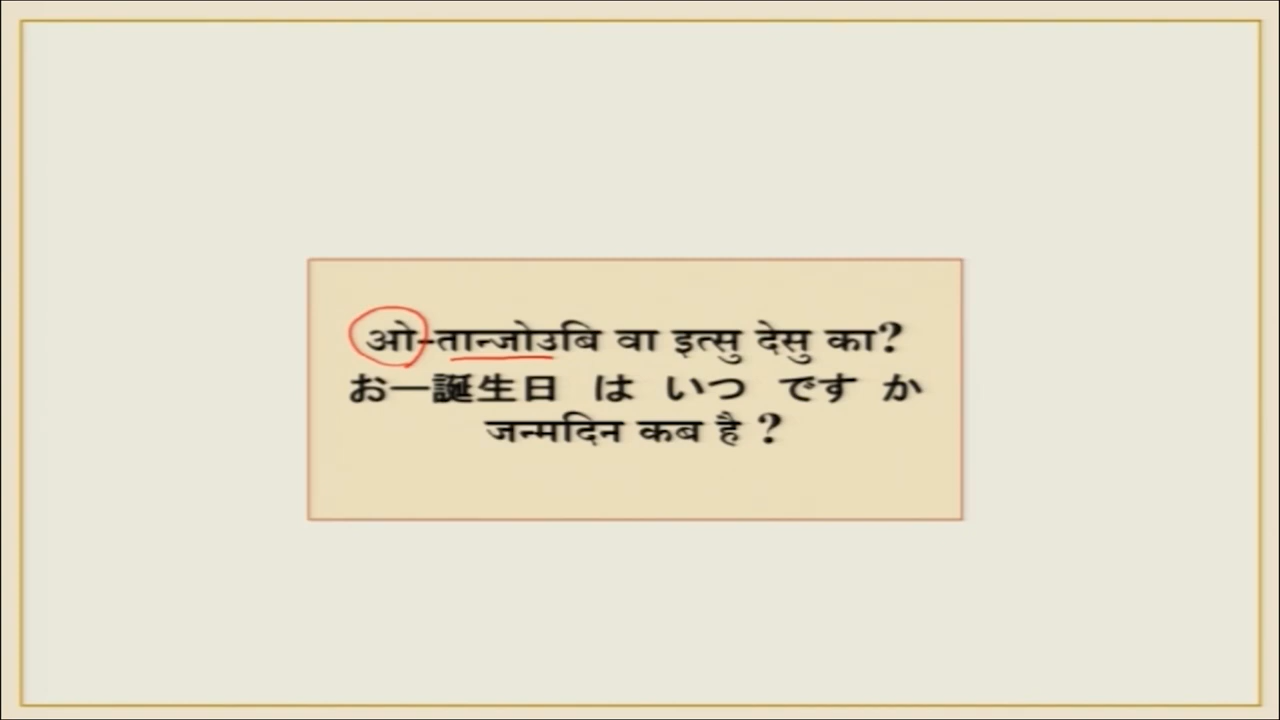 ओ-तान्जोउबि वा इत्सु देसु का?
お一誕生日 は いつ です か
जन्मदिन कब है ?